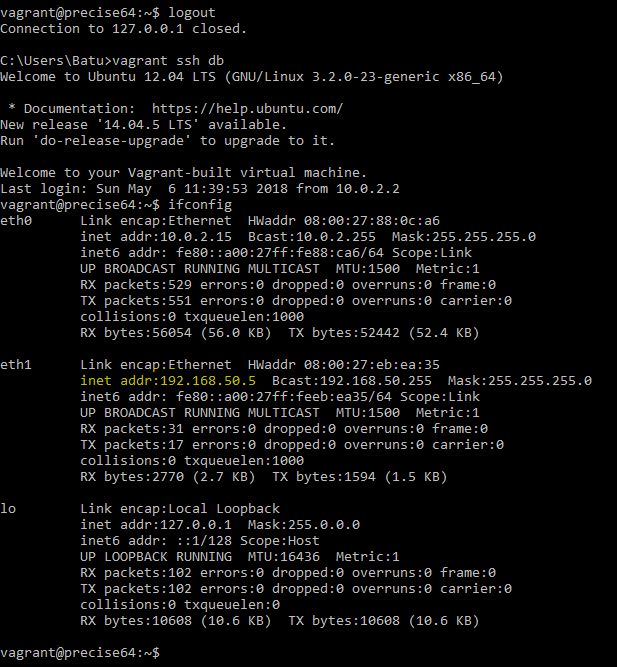 vagrant@precise64:~$ logout
Connection to 127.0.0.1 closed.
C:\Users\Batu>vagrant ssh db
Welcome to Ubuntu 12.04 LTS (GNU/Linux 3.2.0-23-generic x86_64)
 * Documentation:  https://help.ubuntu.com/
New release '14.04.5 LTS' available.
Run 'do-release-upgrade' to upgrade to it.
Welcome to your Vagrant-built virtual machine.
Last login: Sun May  6 11:39:53 2018 from 10.0.2.2
vagrant@precise64:~$ ifconfig
eth0      Link encap:Ethernet  HWaddr 08:00:27:88:0c:a6
          inet addr:10.0.2.15  Bcast:10.0.2.255  Mask:255.255.255.0
          inet6 addr: fe80::a00:27ff:fe88:ca6/64 Scope:Link
          UP BROADCAST RUNNING MULTICAST  MTU:1500  Metric:1
          RX packets:529 errors:0 dropped:0 overruns:0 frame:0
          TX packets:551 errors:0 dropped:0 overruns:0 carrier:0
          collisions:0 txqueuelen:1000
          RX bytes:56054 (56.0 KB)  TX bytes:52442 (52.4 KB)
eth1      Link encap:Ethernet  HWaddr 08:00:27:eb:ea:35
          inet addr:192.168.50.5  Bcast:192.168.50.255  Mask:255.255.255.0
          inet6 addr: fe80::a00:27ff:feeb:ea35/64 Scope:Link
          UP BROADCAST RUNNING MULTICAST  MTU:1500  Metric:1
          RX packets:31 errors:0 dropped:0 overruns:0 frame:0
          TX packets:17 errors:0 dropped:0 overruns:0 carrier:0
          collisions:0 txqueuelen:1000
          RX bytes:2770 (2.7 KB)  TX bytes:1594 (1.5 KB)
lo        Link encap:Local Loopback
          inet addr:127.0.0.1  Mask:255.0.0.0
          inet6 addr: ::1/128 Scope:Host
          UP LOOPBACK RUNNING  MTU:16436  Metric:1
          RX packets:102 errors:0 dropped:0 overruns:0 frame:0
          TX packets:102 errors:0 dropped:0 overruns:0 carrier:0
          collisions:0 txqueuelen:0
          RX bytes:10608 (10.6 KB)  TX bytes:10608 (10.6 KB)
vagrant@precise64:~$